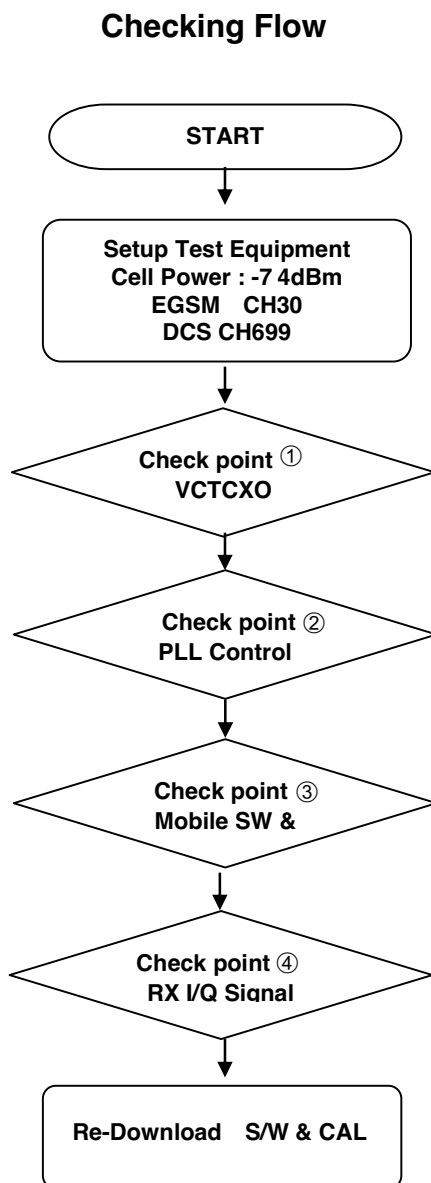 Checking Flow
START
Setup Test Equipment
Cell Power : -7 4dBm
EGSM CH30
DCS CH699
Check point ①
VCTCXO
Check point ②
PLL Control
Check point ③
Mobile SW &
Check point ④
RX I/Q Signal
Re-Download S/W & CAL